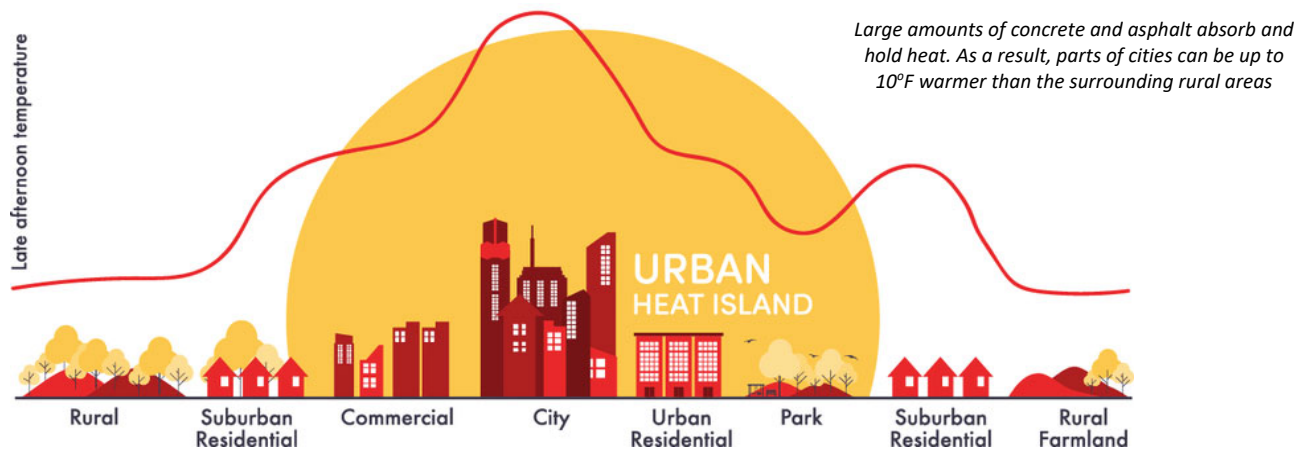 Large amounts of concrete and asphalt absorb and
hold heat. As a result, parts of cities can be up to
10°F warmer than the surrounding rural areas
Late afternoon temperature
URBAN
HEAT ISLAND
Rural
Suburban
Residential
Commercial
City
Urban
Residential
Park
Suburban
Residential
Rural
Farmland